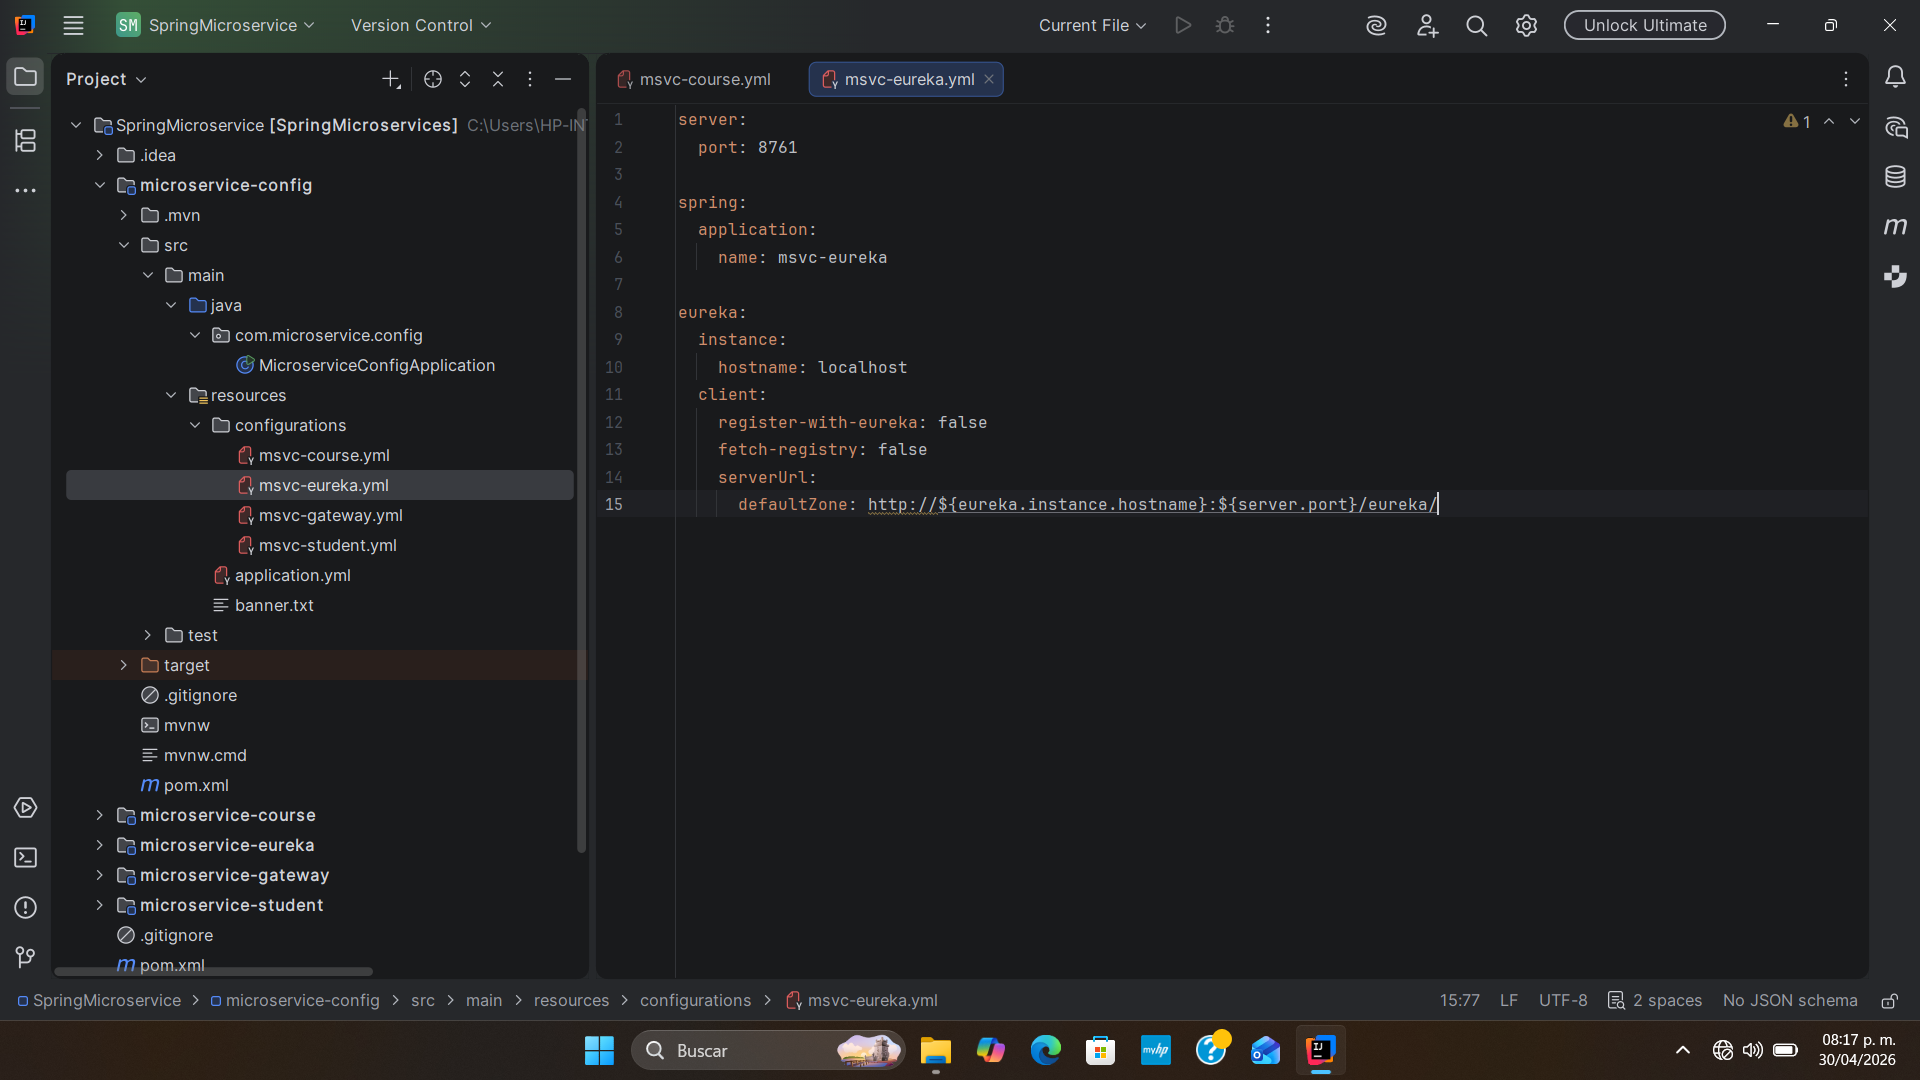 SM SpringMicroservice Version Control Current File Unlock Ultimate
Project
msvc-course.yml msvc-eureka.yml
SpringMicroservice [SpringMicroservices] C:\Users\HP-IN
.idea
microservice-config
.mvn
src
main
java
com.microservice.config
MicroserviceConfigApplication
resources
configurations
msvc-course.yml
msvc-eureka.yml
msvc-gateway.yml
msvc-student.yml
application.yml
banner.txt
test
target
.gitignore
mvnw
mvnw.cmd
m pom.xml
microservice-course
microservice-eureka
microservice-gateway
microservice-student
.gitignore
m pom.xml
1 server:
2 port: 8761
3
4 spring:
5 application:
6 name: msvc-eureka
7
8 eureka:
9 instance:
10 hostname: localhost
11 client:
12 register-with-eureka: false
13 fetch-registry: false
14 serverUrl:
15 defaultZone: http://${eureka.instance.hostname}:${server.port}/eureka/
1
m
SpringMicroservice > microservice-config > src > main > resources > configurations > msvc-eureka.yml
15:77 LF UTF-8 2 spaces No JSON schema
Buscar
myhp
08:17 p. m.
30/04/2026